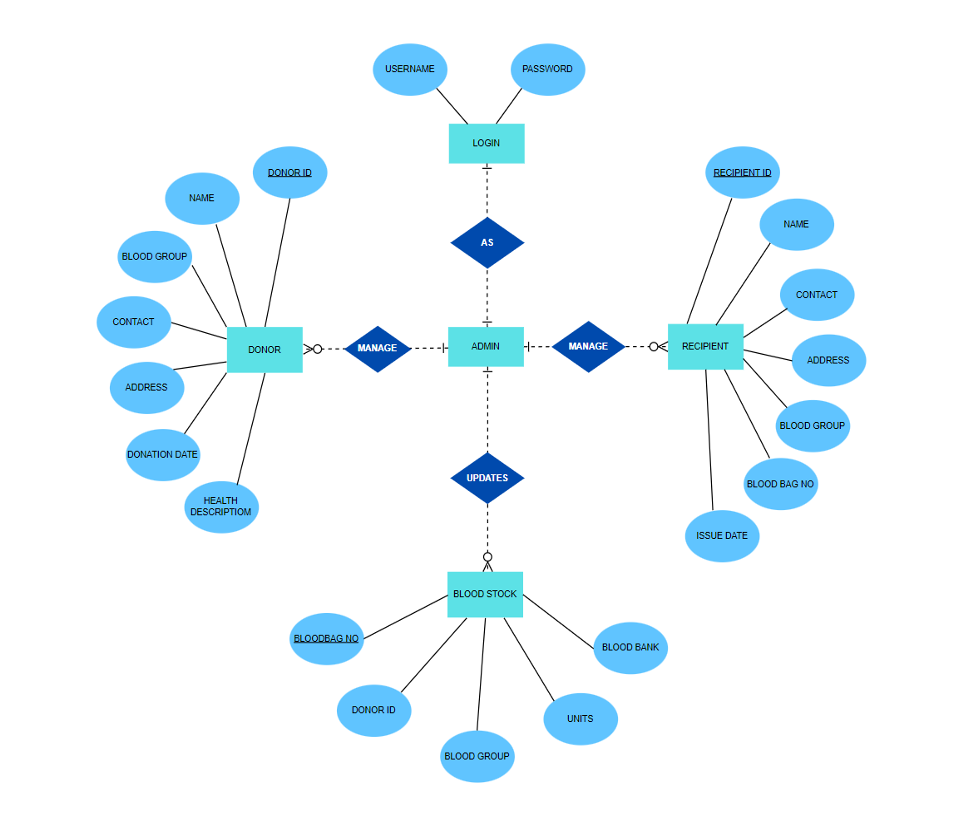 USERNAME
PASSWORD
LOGIN
DONOR ID
RECIPIENT ID
NAME
NAME
AS
BLOOD GROUP
CONTACT
CONTACT
DONOR
MANAGE
ADMIN
MANAGE
RECIPIENT
ADDRESS
ADDRESS
BLOOD GROUP
DONATION DATE
UPDATES
BLOOD BAG NO
HEALTH
DESCRIPTIOM
ISSUE DATE
BLOOD STOCK
BLOODBAG NO
BLOOD BANK
DONOR ID
UNITS
BLOOD GROUP